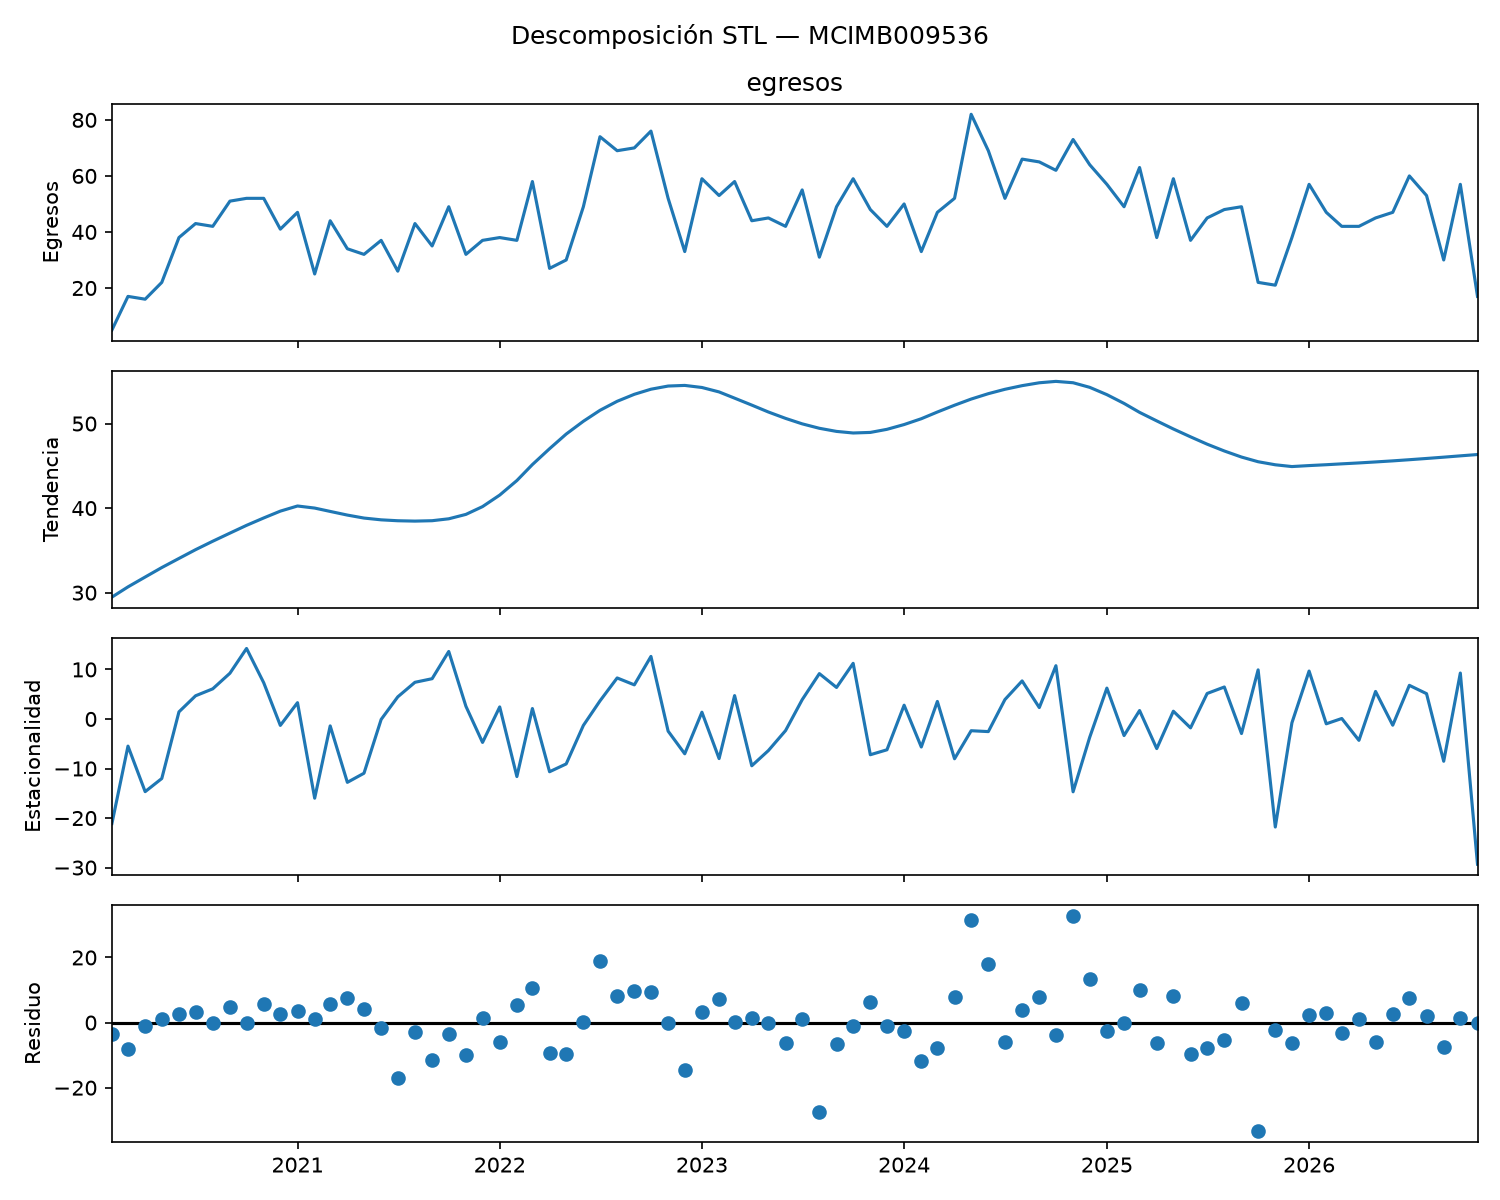 Descomposición STL — MCIMB009536
egresos
Egresos
80
60
40
20
Tendencia
50
40
30
Estacionalidad
10
0
−10
−20
−30
Residuo
20
0
−20
2021 2022 2023 2024 2025 2026